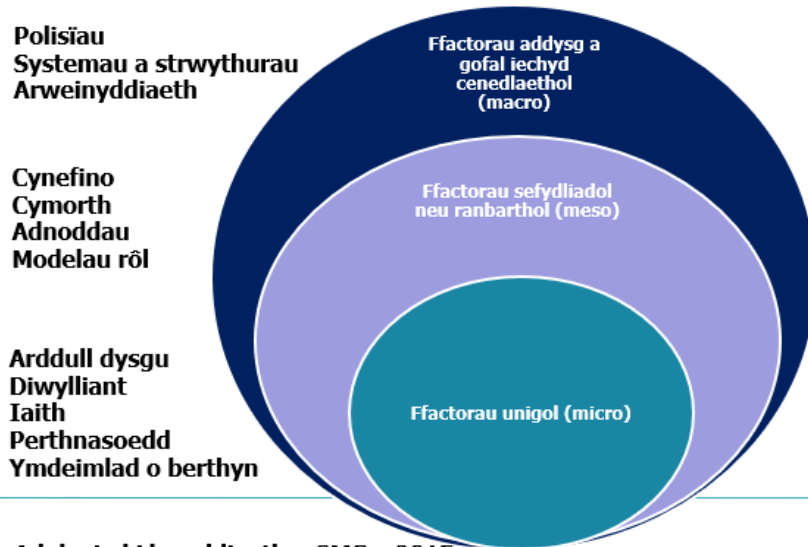 Polisïau
Systemau a strwythurau
Arweinyddiaeth
Ffactorau addysg a
gofal iechyd
cenedlaethol
(macro)
Cynefino
Cymorth
Adnoddau
Modelau rôl
Ffactorau sefydliadol
neu ranbarthol (meso)
Arddull dysgu
Diwylliant
Iaith
Perthnasoedd
Ymdeimlad o berthyn
Ffactorau unigol (micro)